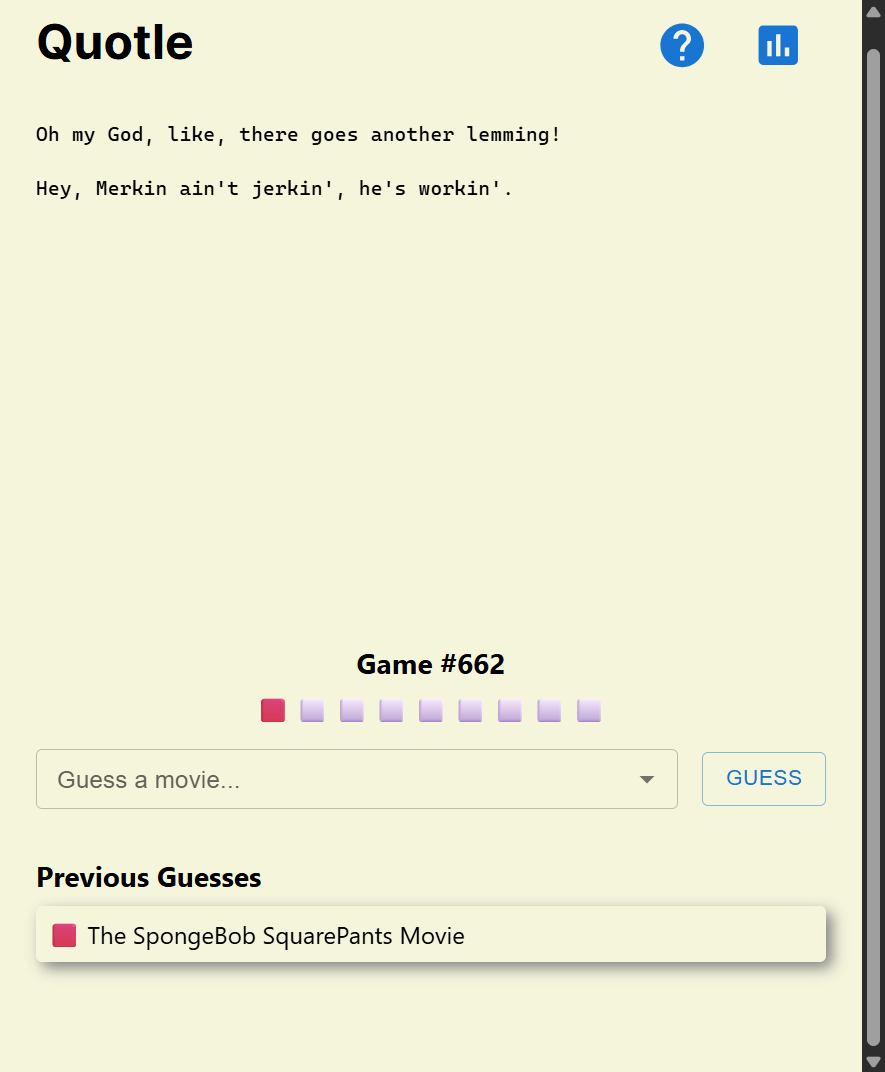 Quotle
Oh my God, like, there goes another lemming!
Hey, Merkin ain't jerkin', he's workin'.
Game #662
Guess a movie...
GUESS
Previous Guesses
The SpongeBob SquarePants Movie